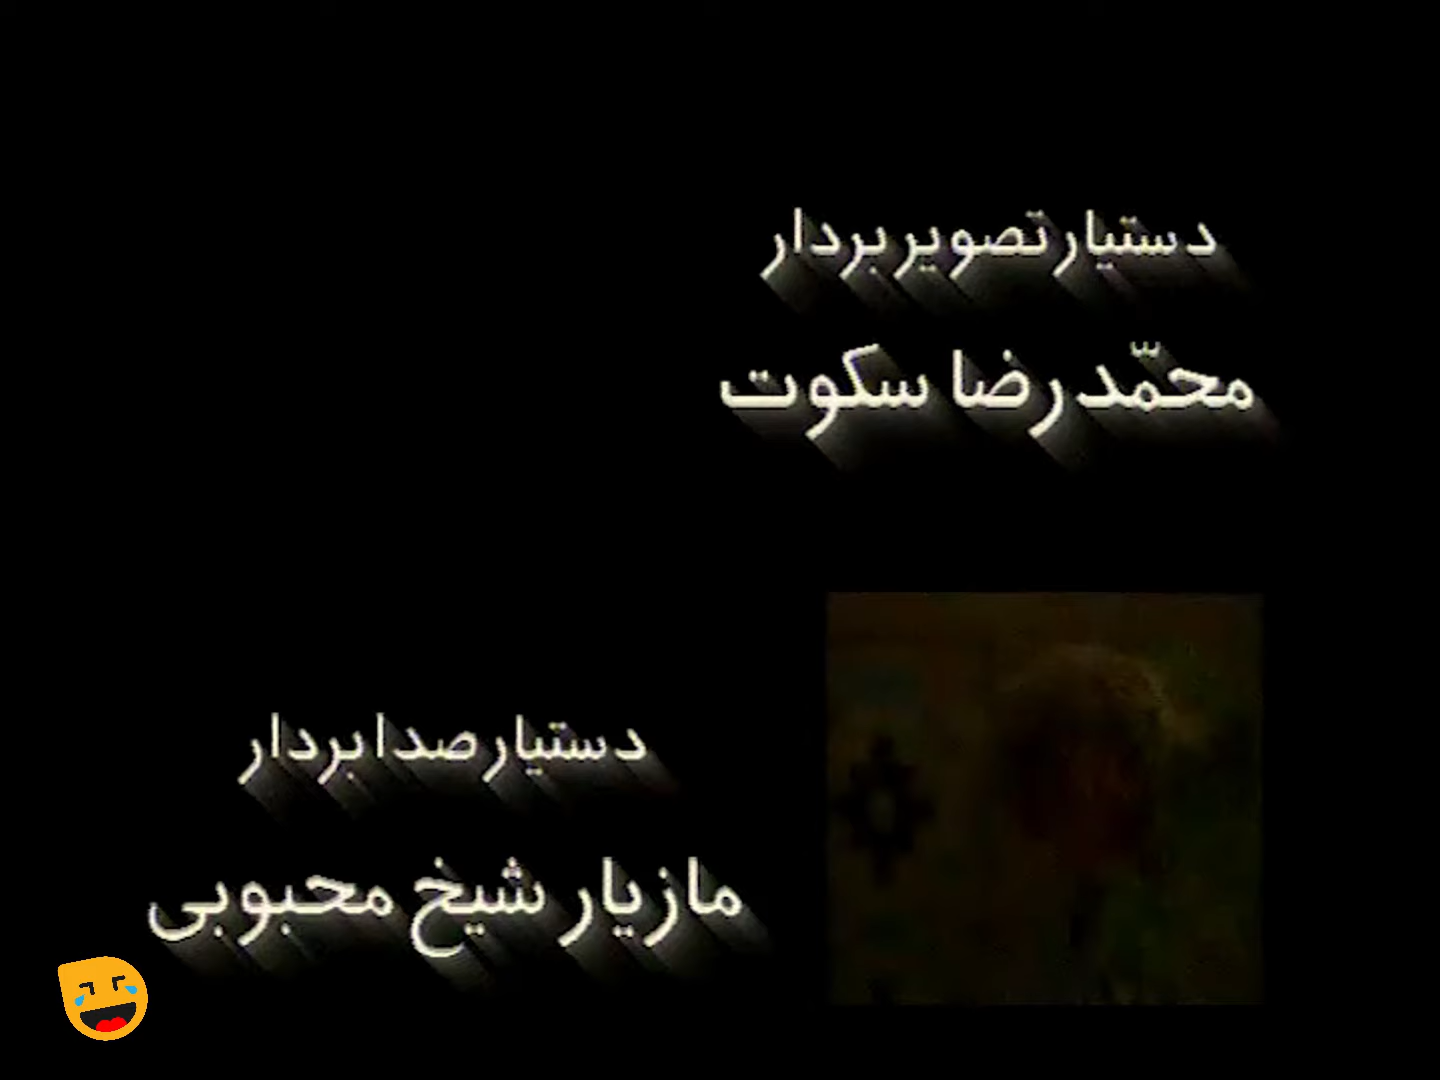 دستیار تصویربردار
محمّدرضا سکوت
دستیار صدابردار
مازیار شیخ محبوبی